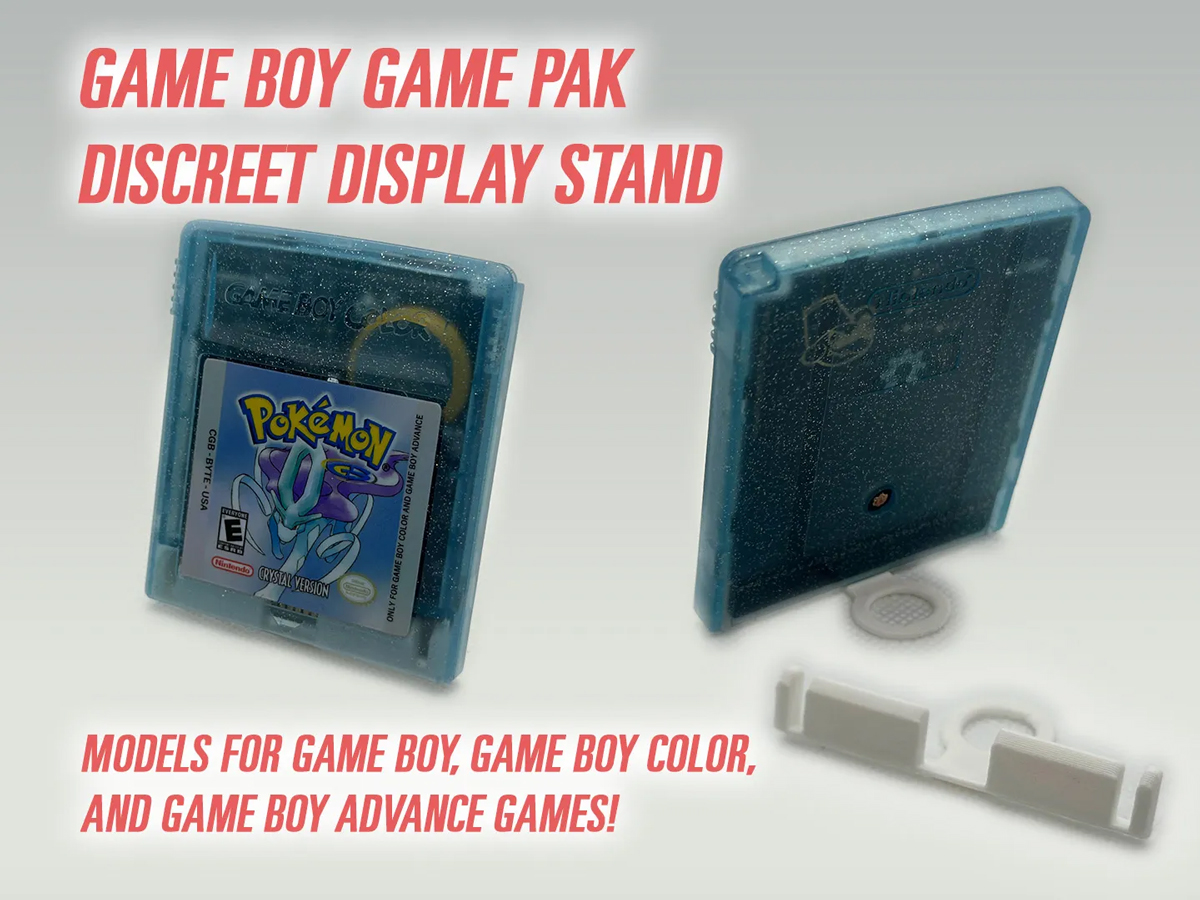 GAME BOY GAME PAK
DISCREET DISPLAY STAND
GAME BOY COLOR
POKéMON
CGB - BYTE - USA
ONLY FOR GAME BOY COLOR AND GAME BOY ADVANCE
EVERYONE
E
ESRB
Nintendo
CRYSTAL VERSION
Nintendo
MODELS FOR GAME BOY, GAME BOY COLOR,
AND GAME BOY ADVANCE GAMES!